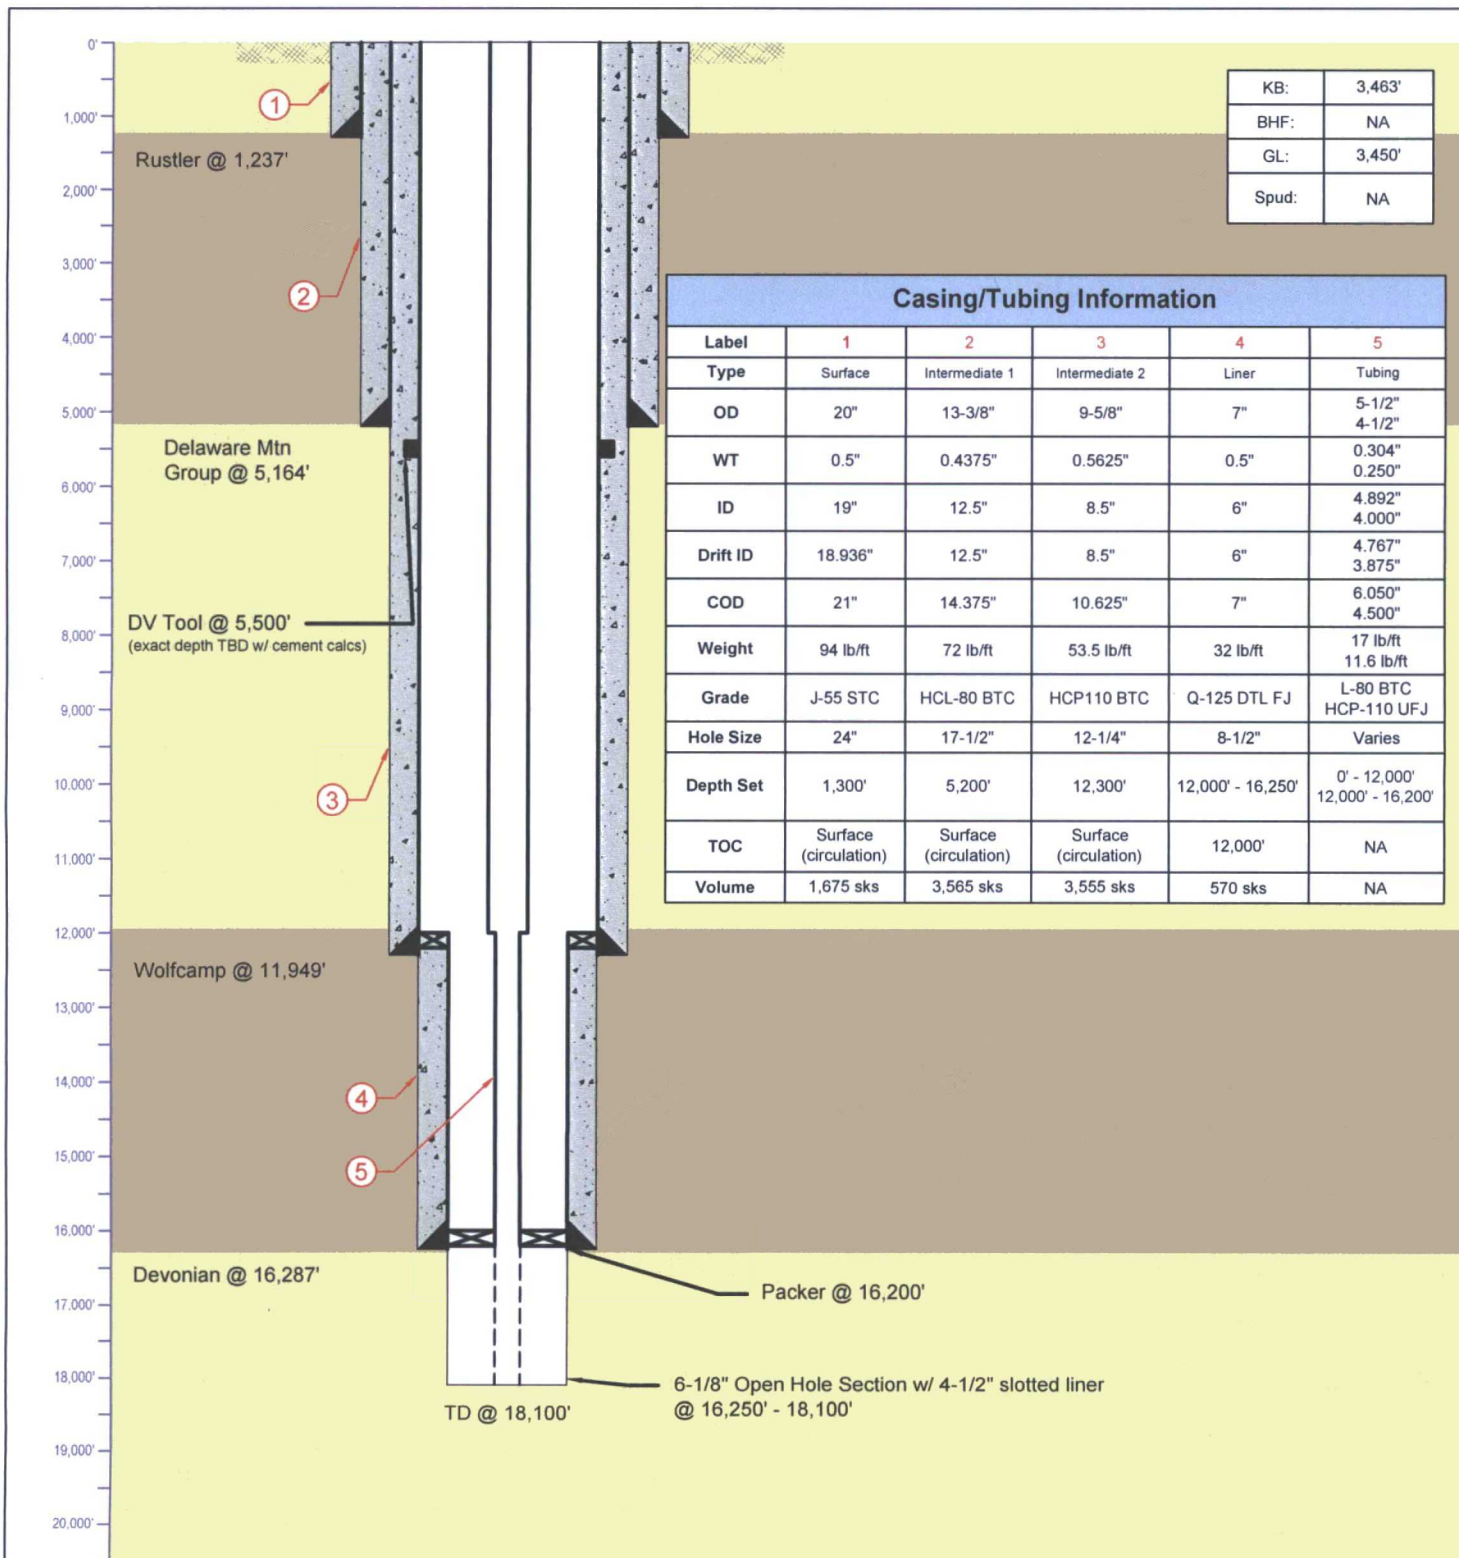 0'
1,000'
2,000'
3,000'
4,000'
5,000'
6,000'
7,000'
8,000'
9,000'
10,000'
11,000'
12,000'
13,000'
14,000'
15,000'
16,000'
17,000'
18,000'
19,000'
20,000'
1
Rustler @ 1,237'
2
Delaware Mtn
Group @ 5,164'
DV Tool @ 5,500'
(exact depth TBD w/ cement calcs)
3
Wolfcamp @ 11,949'
4
5
Devonian @ 16,287'
Packer @ 16,200'
6-1/8" Open Hole Section w/ 4-1/2" slotted liner
@ 16,250' - 18,100'
TD @ 18,100'
KB: 3,463'
BHF: NA
GL: 3,450'
Spud: NA
Casing/Tubing Information
Label 1 2 3 4 5
Type Surface Intermediate 1 Intermediate 2 Liner Tubing
OD 20" 13-3/8" 9-5/8" 7" 5-1/2"
4-1/2"
WT 0.5" 0.4375" 0.5625" 0.5" 0.304"
0.250"
ID 19" 12.5" 8.5" 6" 4.892"
4.000"
Drift ID 18.936" 12.5" 8.5" 6" 4.767"
3.875"
COD 21" 14.375" 10.625" 7" 6.050"
4.500"
Weight 94 lb/ft 72 lb/ft 53.5 lb/ft 32 lb/ft 17 lb/ft
11.6 lb/ft
Grade J-55 STC HCL-80 BTC HCP110 BTC Q-125 DTL FJ L-80 BTC
HCP-110 UFJ
Hole Size 24" 17-1/2" 12-1/4" 8-1/2" Varies
Depth Set 1,300' 5,200' 12,300' 12,000' - 16,250' 0' - 12,000'
12,000' - 16,200'
TOC Surface Surface Surface 12,000' NA
(circulation) (circulation) (circulation)
Volume 1,675 sks 3,565 sks 3,555 sks 570 sks NA